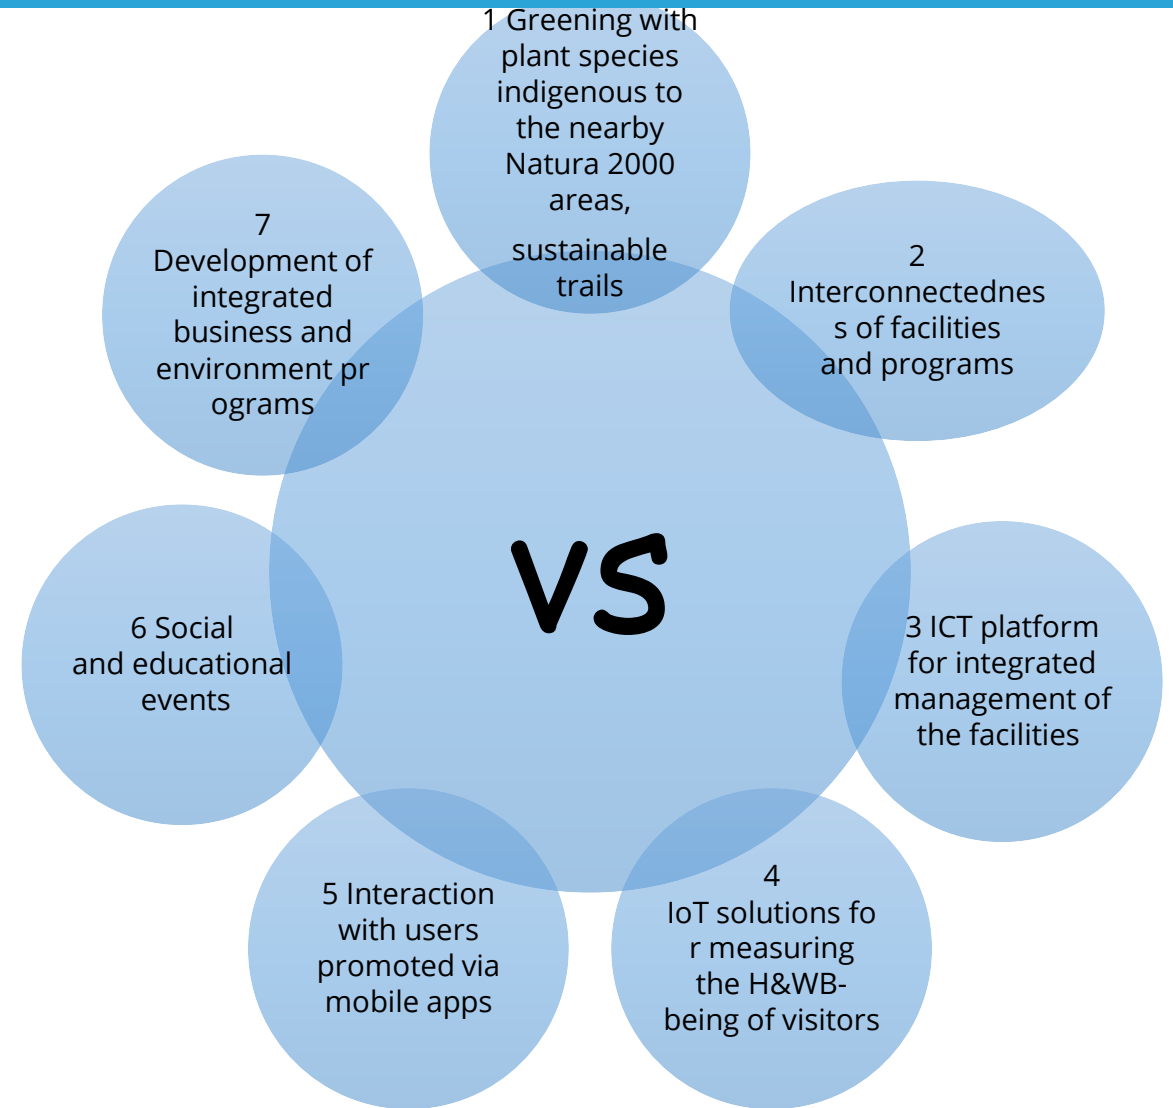 1 Greening with
plant species
indigenous to
the nearby
Natura 2000
areas,
sustainable
trails
2
Interconnectednes
s of facilities
and programs
3 ICT platform
for integrated
management of
the facilities
4
IoT solutions fo
r measuring
the H&WB-
being of visitors
5 Interaction
with users
promoted via
mobile apps
6 Social
and educational
events
7
Development of
integrated
business and
environment pr
ograms
VS